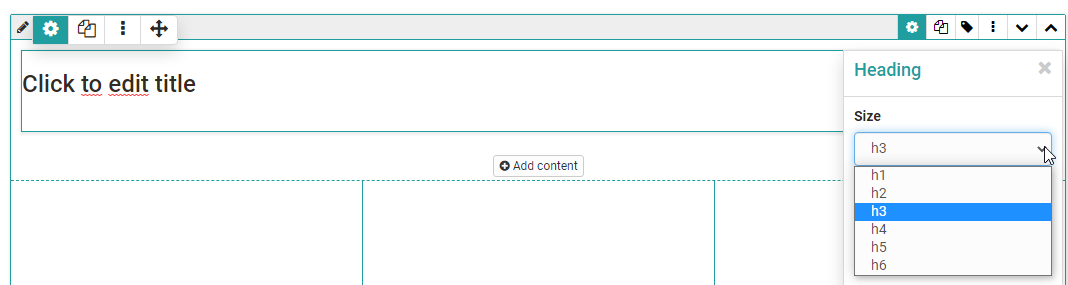 Heading
Click to edit title
Size
h3
Add content
h1
h2
h3
h4
h5
h6